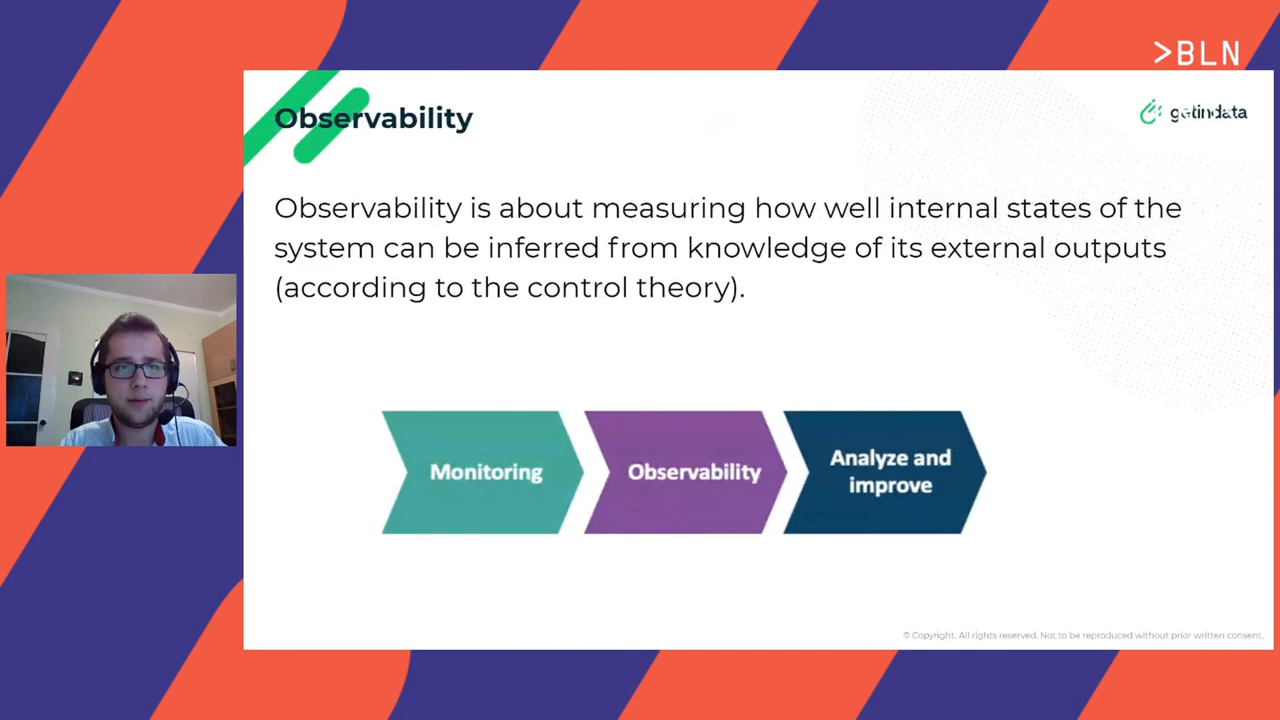 >BLN
Observability
getindata
Observability is about measuring how well internal states of the
system can be inferred from knowledge of its external outputs
(according to the control theory).
Monitoring
Observability
Analyze and
improve
© Copyright. All rights reserved. Not to be reproduced without prior written consent.